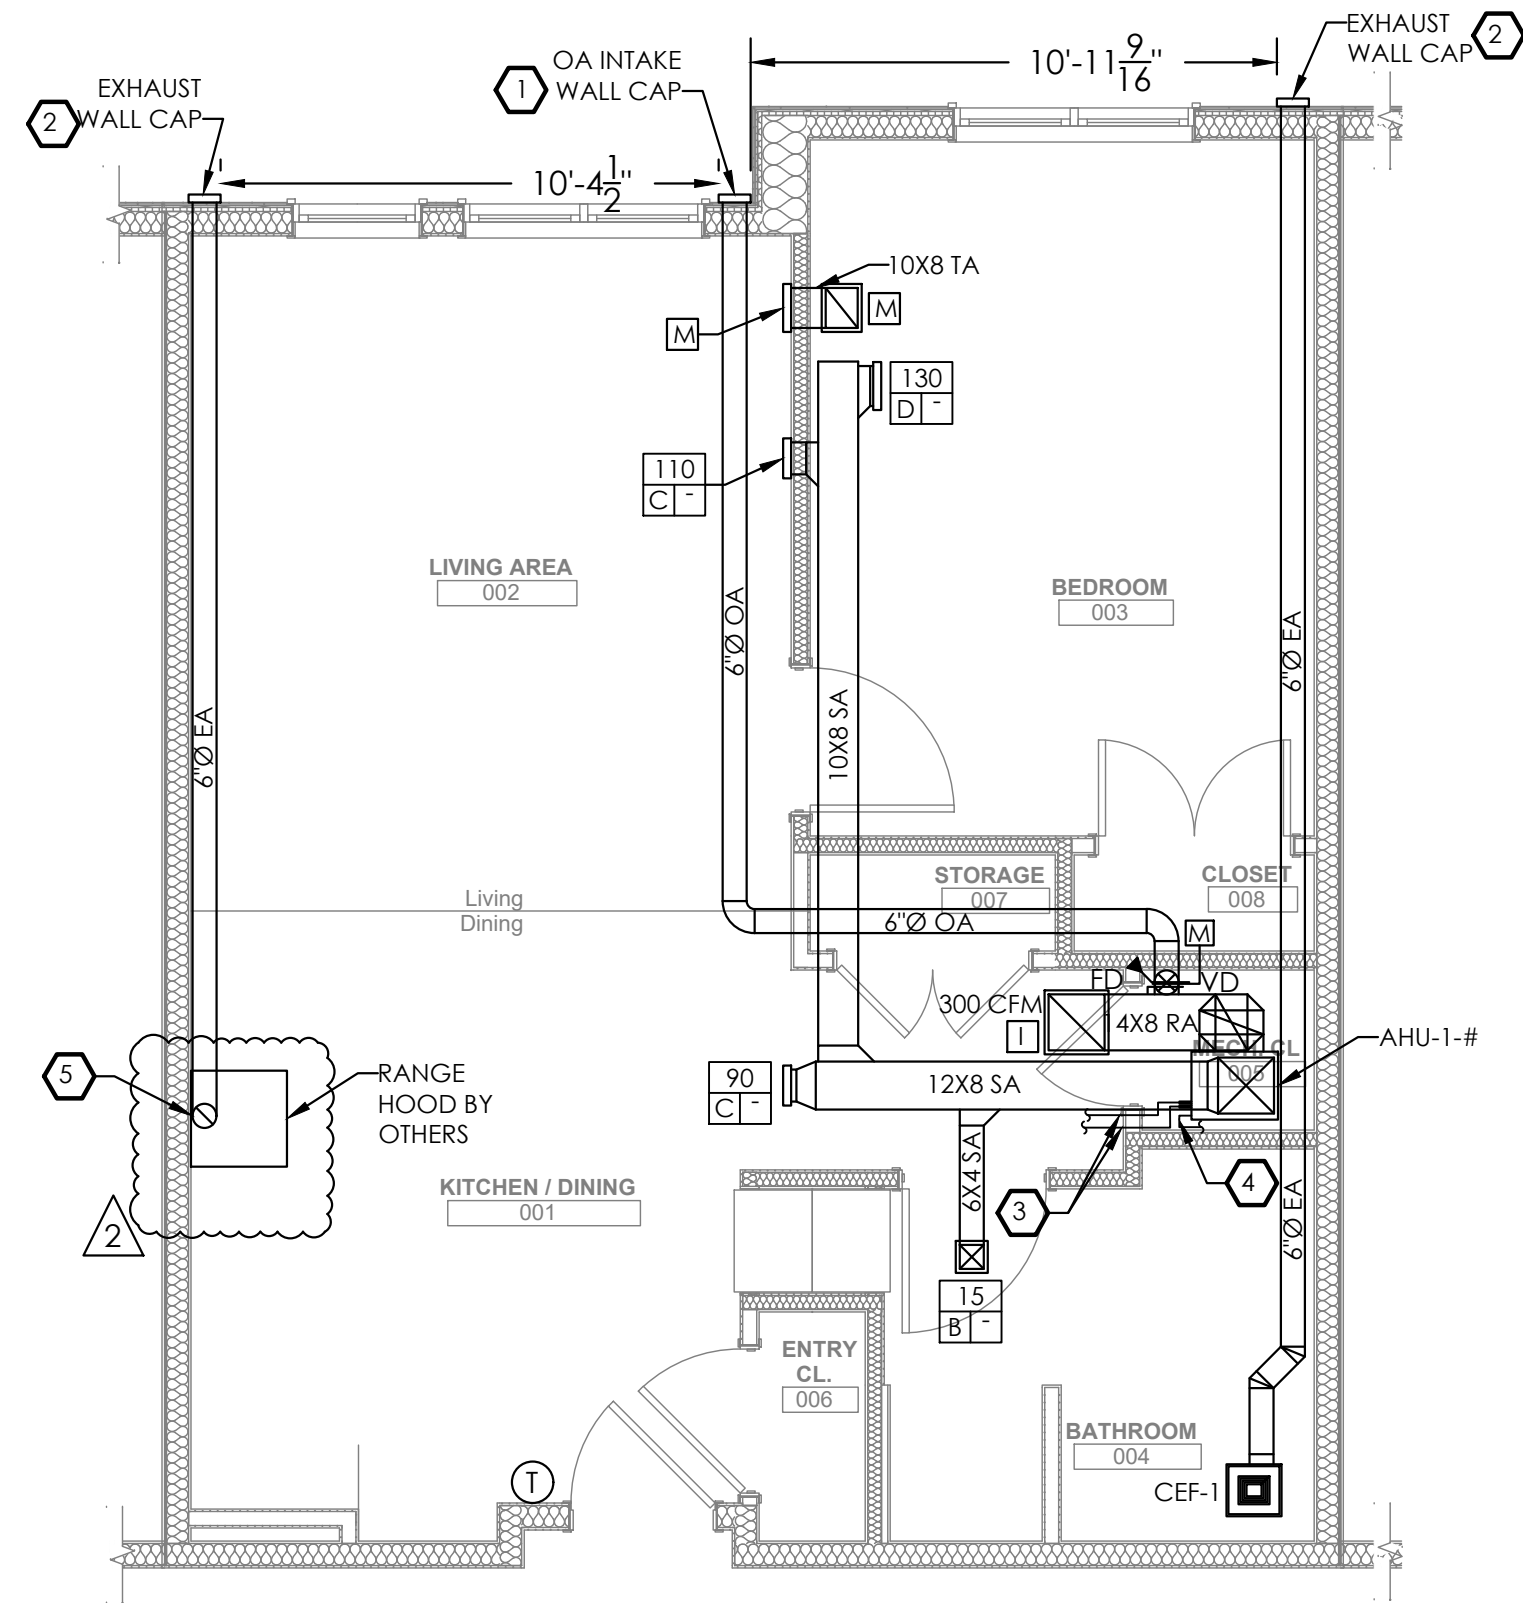 EXHAUST
WALL CAP
2
OA INTAKE
WALL CAP
1
10'-11 9/16"
EXHAUST
WALL CAP
2
10'-4 1/2"
10X8 TA
M
M
130
D -
110
C -
LIVING AREA
002
BEDROOM
003
6"Ø OA
6"Ø EA
6"Ø EA
10X8 SA
Living
Dining
STORAGE
007
CLOSET
008
6"Ø OA
M
FD
VD
300 CFM
I
4X8 RA
MECH. CL
005
AHU-1-#
5
RANGE
HOOD BY
OTHERS
90
C -
12X8 SA
6X4 SA
3
4
2
KITCHEN / DINING
001
6"Ø EA
15
B -
ENTRY
CL.
006
BATHROOM
004
T
CEF-1